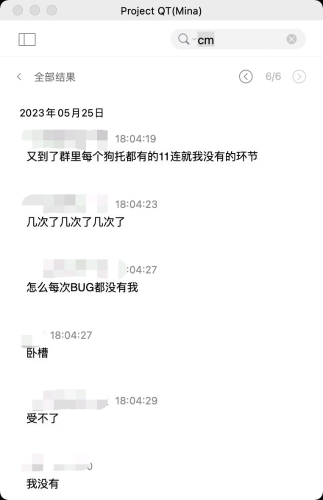 Project QT(Mina)
cm
全部结果
6/6
2023年05月25日
18:04:19
又到了群里每个狗托都有的11连就我没有的环节
18:04:23
几次了几次了几次了
:04:27
怎么每次BUG都没有我
18:04:27
卧槽
18:04:29
受不了
我没有